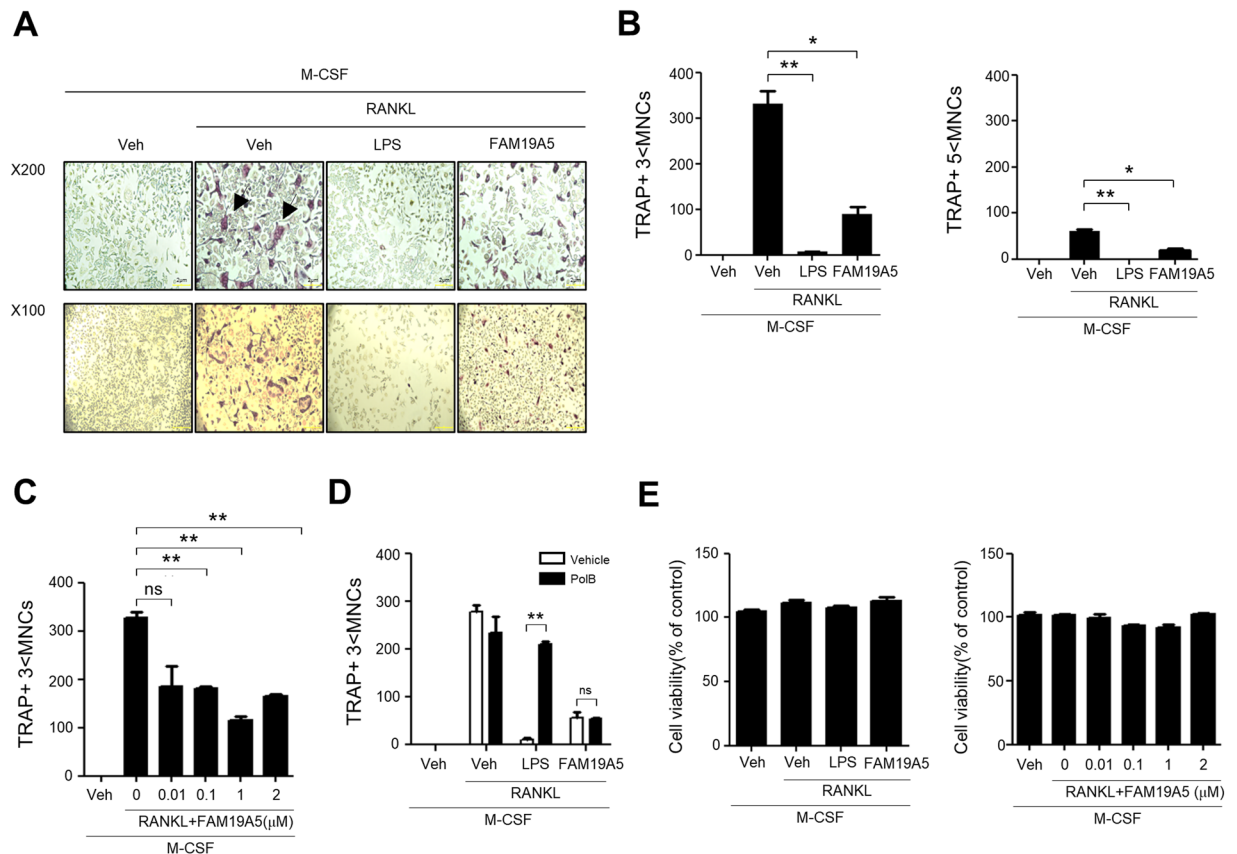 A
M-CSF
RANKL
Veh Veh LPS FAM19A5
X200
X100
B
TRAP+ 3<MNCs
400
300
200
100
0
**
*
Veh Veh LPS FAM19A5
RANKL
M-CSF
TRAP+ 5<MNCs
400
300
200
100
0
**
*
Veh Veh LPS FAM19A5
RANKL
M-CSF
C
TRAP+ 3<MNCs
400
300
200
100
0
**
**
**
ns
Veh 0 0.01 0.1 1 2
RANKL+FAM19A5(μM)
M-CSF
D
TRAP+ 3<MNCs
400
300
200
100
0
Vehicle
PolB
**
ns
Veh Veh LPS FAM19A5
RANKL
M-CSF
E
Cell viability(% of control)
150
100
50
0
Veh Veh LPS FAM19A5
RANKL
M-CSF
Cell viability(% of control)
150
100
50
0
Veh 0 0.01 0.1 1 2
RANKL+FAM19A5 (μM)
M-CSF